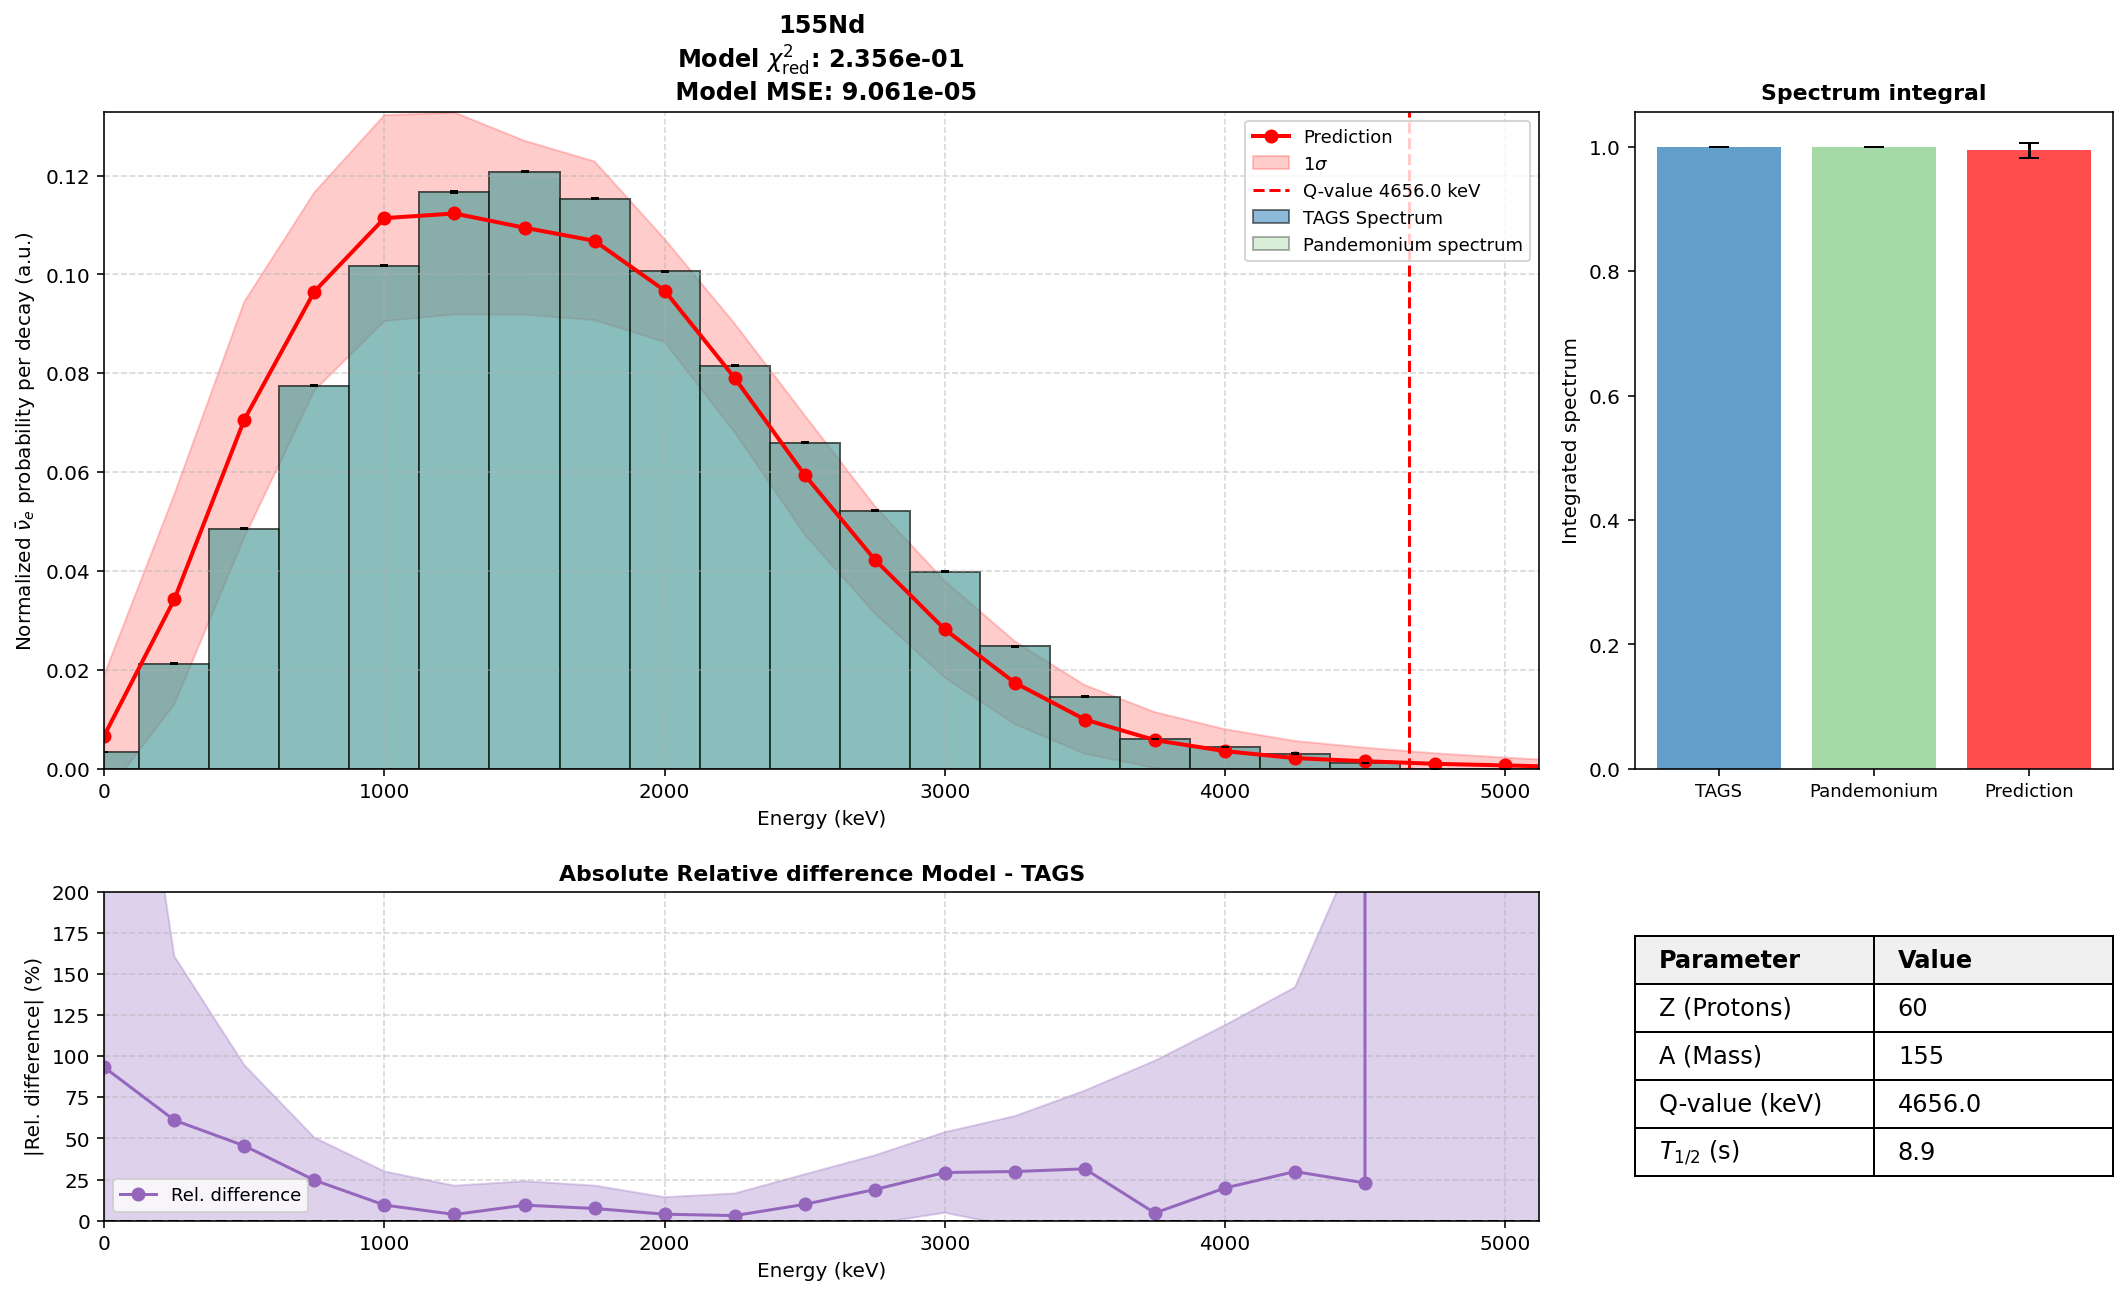 155Nd
Model χ²red: 2.356e-01
Model MSE: 9.061e-05
Normalized ν̄e probability per decay (a.u.)
0.12
0.10
0.08
0.06
0.04
0.02
0.00
0 1000 2000 3000 4000 5000
Energy (keV)
Prediction
1σ
Q-value 4656.0 keV
TAGS Spectrum
Pandemonium spectrum
Spectrum integral
Integrated spectrum
1.0
0.8
0.6
0.4
0.2
0.0
TAGS Pandemonium Prediction
Absolute Relative difference Model - TAGS
|Rel. difference| (%)
200
175
150
125
100
75
50
25
0
Rel. difference
0 1000 2000 3000 4000 5000
Energy (keV)
Parameter Value
Z (Protons) 60
A (Mass) 155
Q-value (keV) 4656.0
T1/2 (s) 8.9